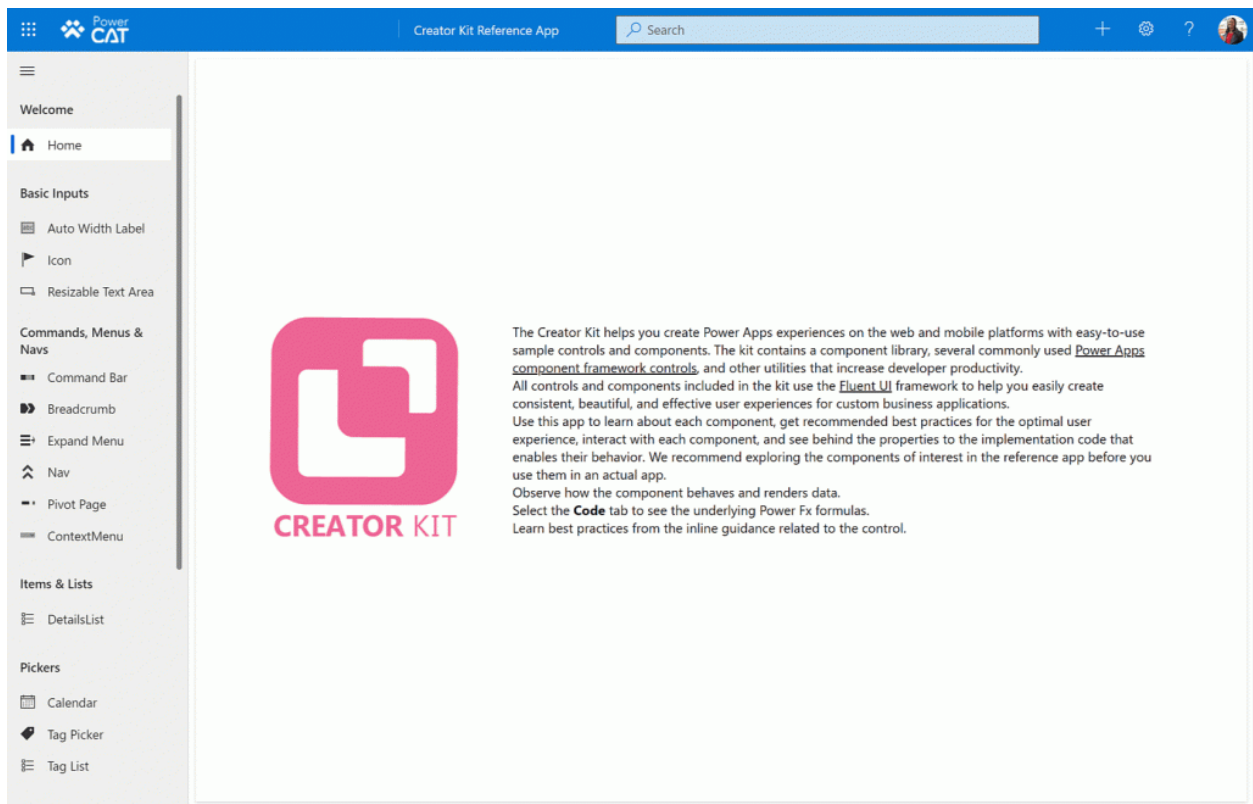 Power
CAT
Creator Kit Reference App
Search
Welcome
Home
Basic Inputs
Auto Width Label
Icon
Resizable Text Area
Commands, Menus &
Navs
Command Bar
Breadcrumb
Expand Menu
Nav
Pivot Page
ContextMenu
Items & Lists
DetailsList
Pickers
Calendar
Tag Picker
Tag List
CREATOR KIT
The Creator Kit helps you create Power Apps experiences on the web and mobile platforms with easy-to-use
sample controls and components. The kit contains a component library, several commonly used Power Apps
component framework controls, and other utilities that increase developer productivity.
All controls and components included in the kit use the Fluent UI framework to help you easily create
consistent, beautiful, and effective user experiences for custom business applications.
Use this app to learn about each component, get recommended best practices for the optimal user
experience, interact with each component, and see behind the properties to the implementation code that
enables their behavior. We recommend exploring the components of interest in the reference app before you
use them in an actual app.
Observe how the component behaves and renders data.
Select the Code tab to see the underlying Power Fx formulas.
Learn best practices from the inline guidance related to the control.